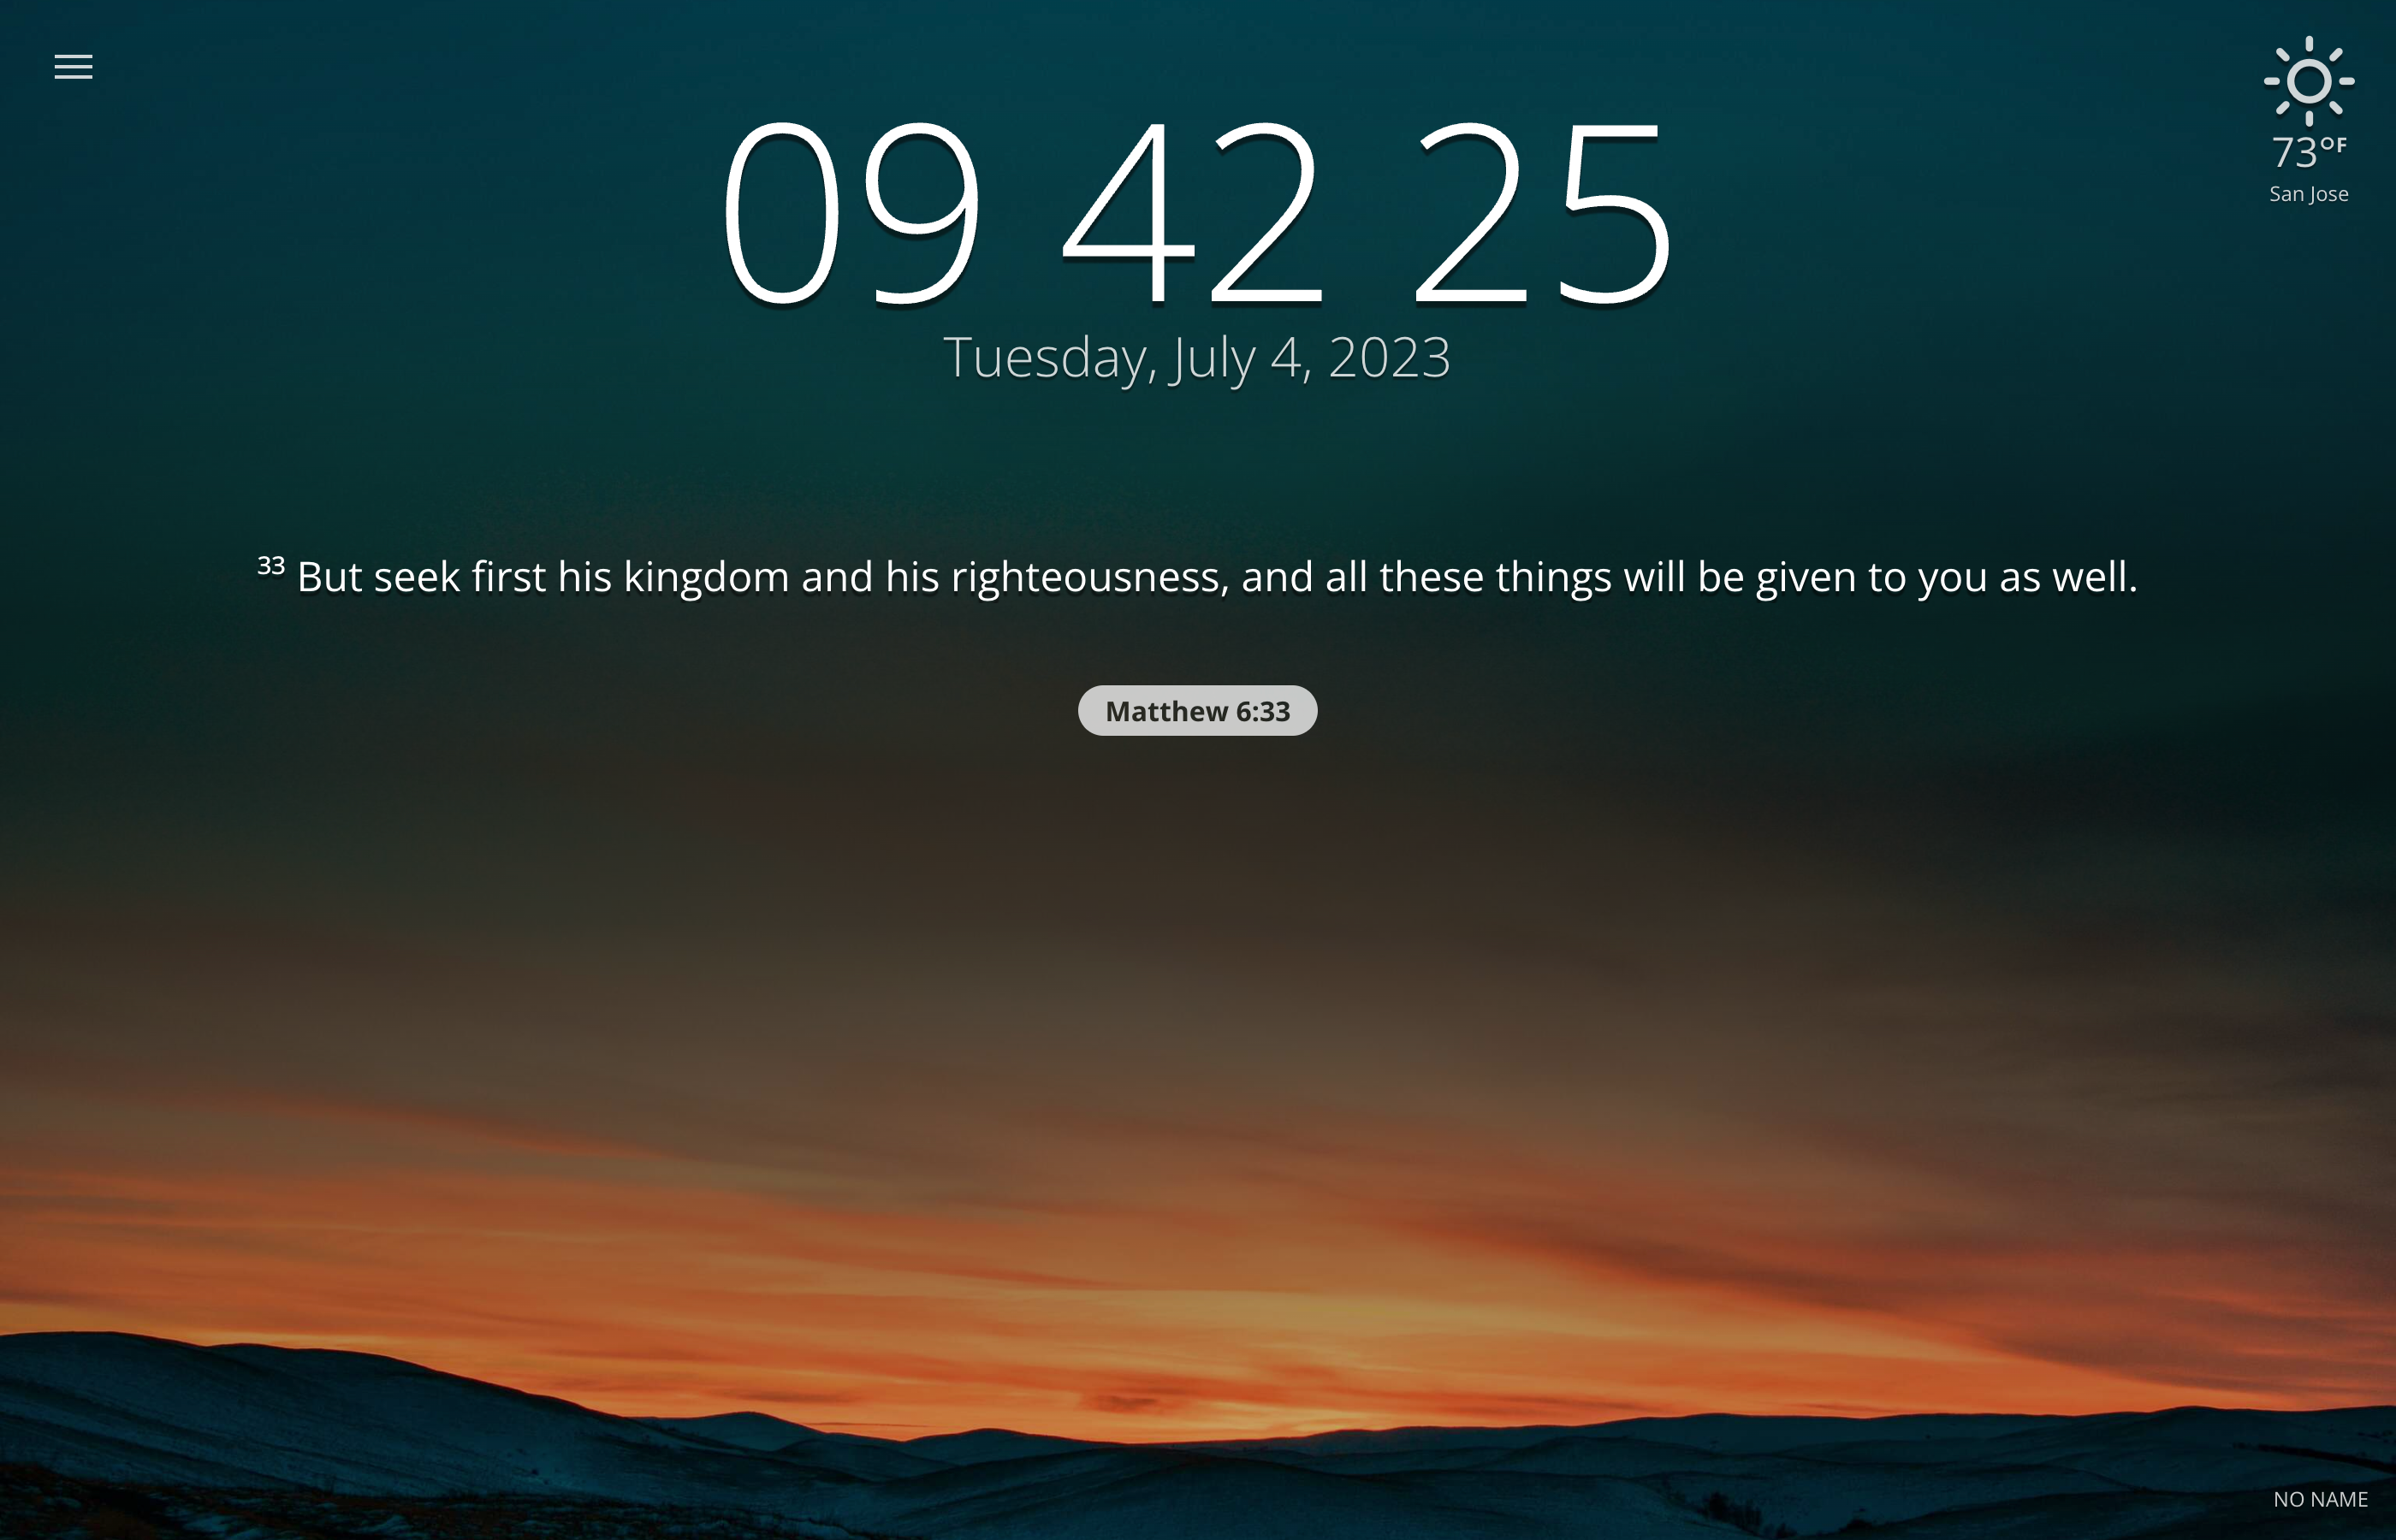 09 42 25
73°F
San Jose
Tuesday, July 4, 2023
33 But seek first his kingdom and his righteousness, and all these things will be given to you as well.
Matthew 6:33
NO NAME